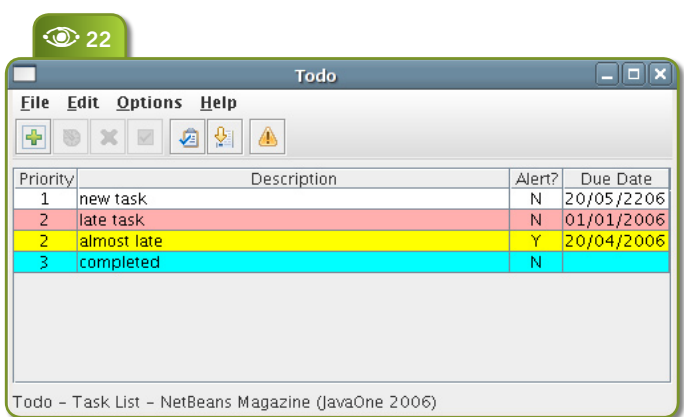 22
Todo
File Edit Options Help
Priority Description Alert? Due Date
1 new task N 20/05/2206
2 late task N 01/01/2006
2 almost late Y 20/04/2006
3 completed N
Todo – Task List – NetBeans Magazine (JavaOne 2006)